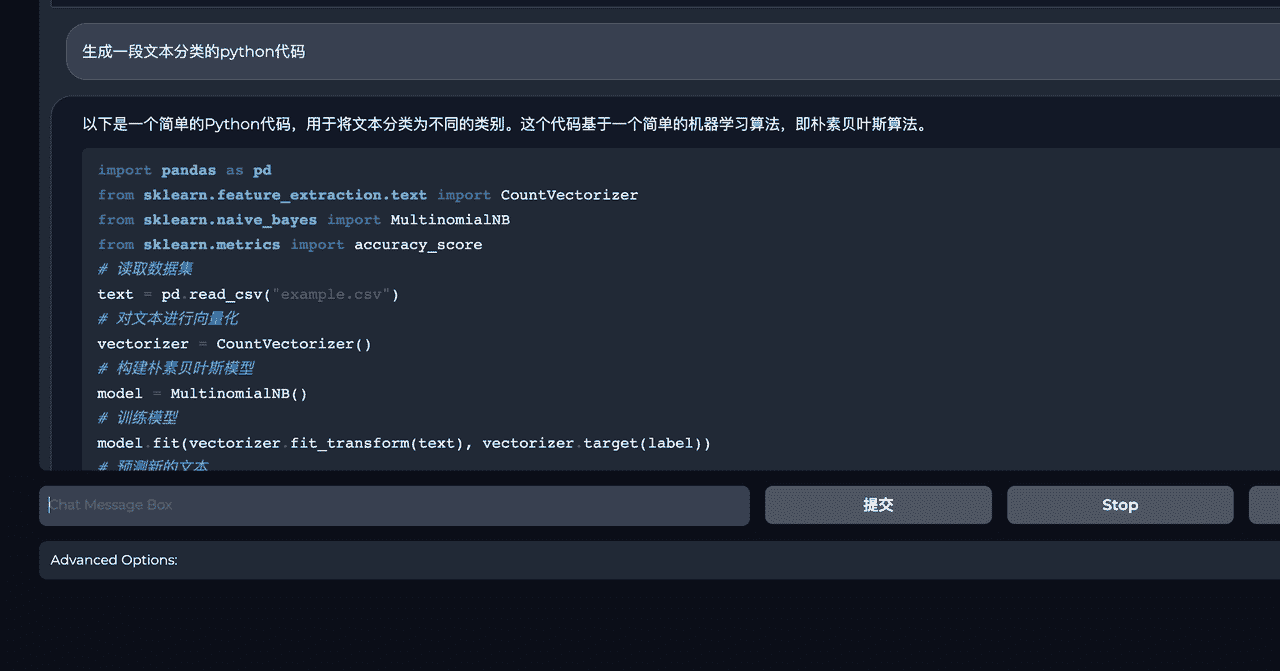 生成一段文本分类的python代码
以下是一个简单的Python代码，用于将文本分类为不同的类别。这个代码基于一个简单的机器学习算法，即朴素贝叶斯算法。
import pandas as pd
from sklearn.feature_extraction.text import CountVectorizer
from sklearn.naive_bayes import MultinomialNB
from sklearn.metrics import accuracy_score
# 读取数据集
text = pd.read_csv("example.csv")
# 对文本进行向量化
vectorizer = CountVectorizer()
# 构建朴素贝叶斯模型
model = MultinomialNB()
# 训练模型
model.fit(vectorizer.fit_transform(text), vectorizer.target(label))
# 预测新的文本
Chat Message Box
提交
Stop
Advanced Options: